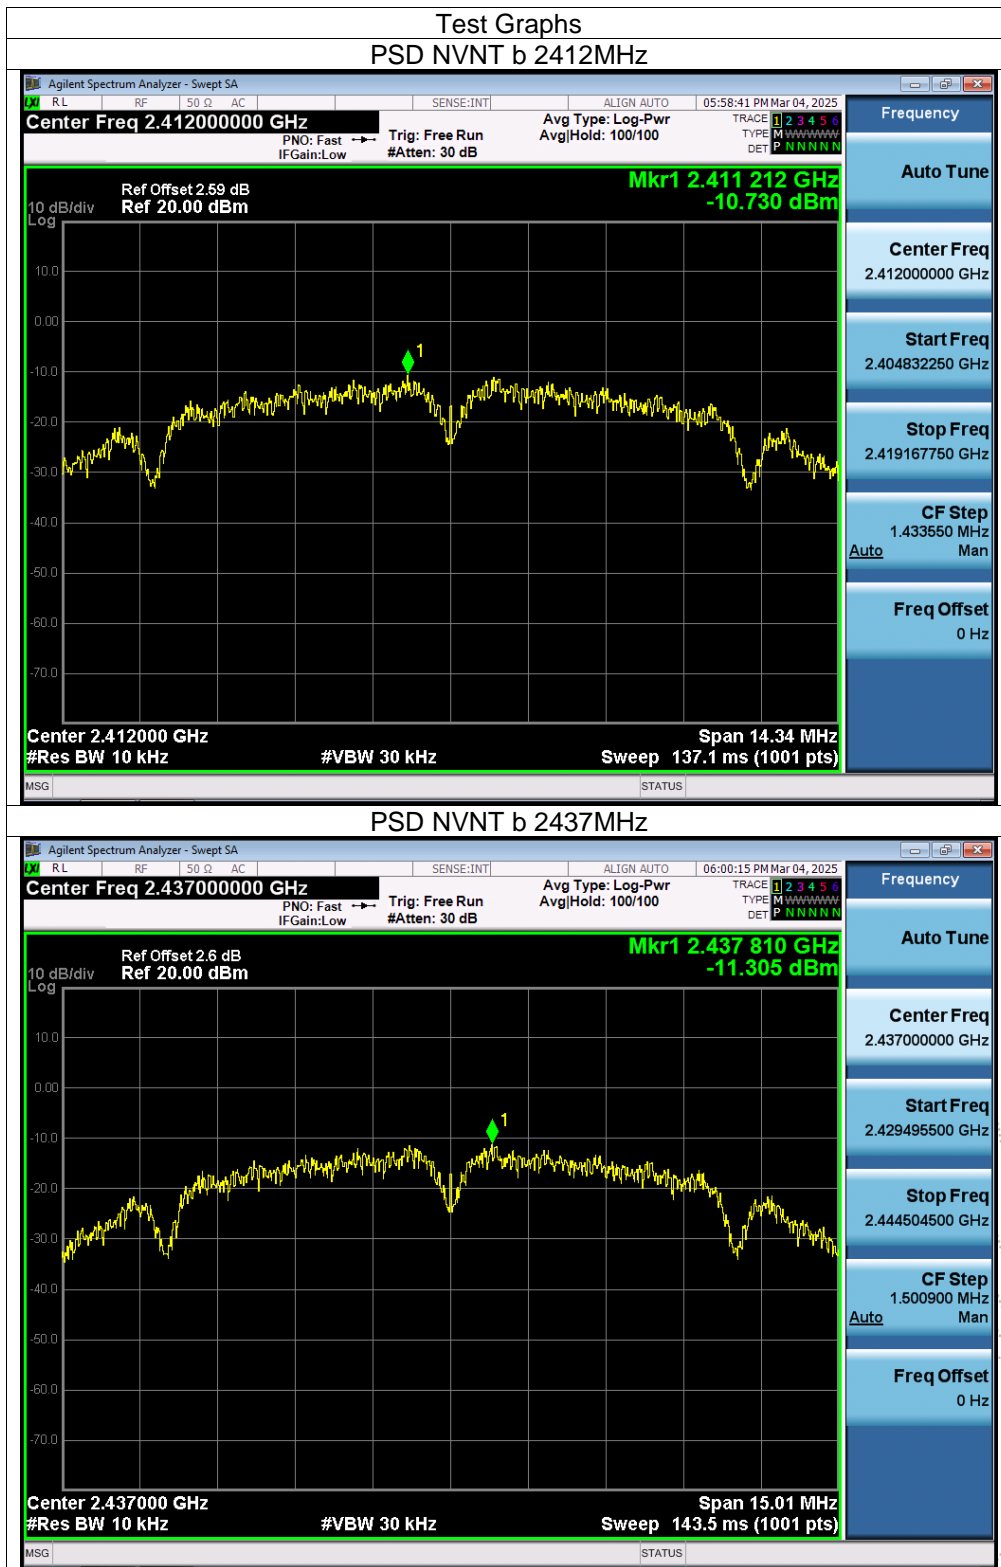 Test Graphs
PSD NVNT b 2412MHz
Agilent Spectrum Analyzer - Swept SA
LXI RL RF 50 Ω AC SENSE:INT ALIGN AUTO 05:58:41 PM Mar 04, 2025
Center Freq 2.412000000 GHz
PNO: Fast
IFGain:Low
Trig: Free Run
#Atten: 30 dB
Avg Type: Log-Pwr
Avg|Hold: 100/100
TRACE 1 2 3 4 5 6
TYPE M WWWWW
DET P N N N N N
Mkr1 2.411 212 GHz
-10.730 dBm
Ref Offset 2.59 dB
10 dB/div Ref 20.00 dBm
Log
10.0
0.00
-10.0
-20.0
-30.0
-40.0
-50.0
-60.0
-70.0
1
Center 2.412000 GHz Span 14.34 MHz
#Res BW 10 kHz #VBW 30 kHz Sweep 137.1 ms (1001 pts)
MSG STATUS
Frequency
Auto Tune
Center Freq
2.412000000 GHz
Start Freq
2.404832250 GHz
Stop Freq
2.419167750 GHz
CF Step
1.433550 MHz
Auto Man
Freq Offset
0 Hz
PSD NVNT b 2437MHz
Agilent Spectrum Analyzer - Swept SA
LXI RL RF 50 Ω AC SENSE:INT ALIGN AUTO 06:00:15 PM Mar 04, 2025
Center Freq 2.437000000 GHz
PNO: Fast
IFGain:Low
Trig: Free Run
#Atten: 30 dB
Avg Type: Log-Pwr
Avg|Hold: 100/100
TRACE 1 2 3 4 5 6
TYPE M WWWWW
DET P N N N N N
Mkr1 2.437 810 GHz
-11.305 dBm
Ref Offset 2.6 dB
10 dB/div Ref 20.00 dBm
Log
10.0
0.00
-10.0
-20.0
-30.0
-40.0
-50.0
-60.0
-70.0
1
Center 2.437000 GHz Span 15.01 MHz
#Res BW 10 kHz #VBW 30 kHz Sweep 143.5 ms (1001 pts)
MSG STATUS
Frequency
Auto Tune
Center Freq
2.437000000 GHz
Start Freq
2.429495500 GHz
Stop Freq
2.444504500 GHz
CF Step
1.500900 MHz
Auto Man
Freq Offset
0 Hz